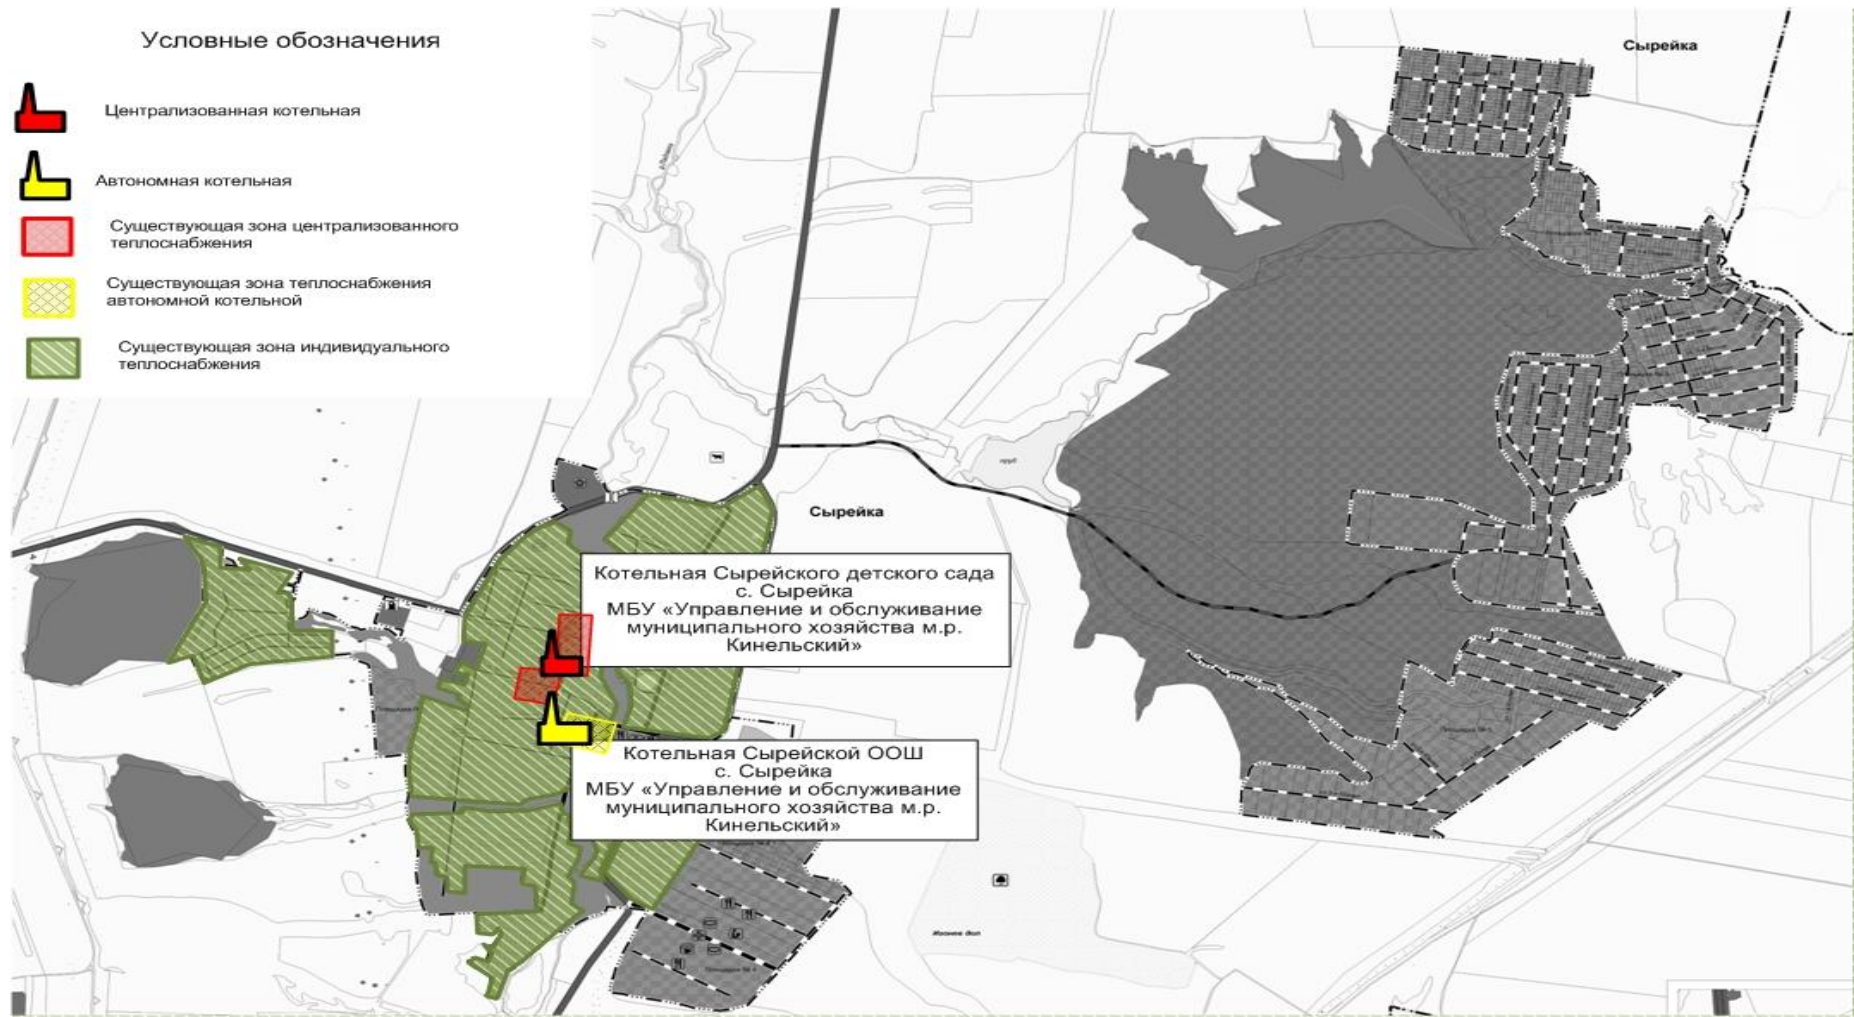 Условные обозначения
Централизованная котельная
Автономная котельная
Существующая зона централизованного
теплоснабжения
Существующая зона теплоснабжения
автономной котельной
Существующая зона индивидуального
теплоснабжения
Сырейка
пруд
Сырейка
Котельная Сырейского детского сада
с. Сырейка
МБУ «Управление и обслуживание
муниципального хозяйства м.р.
Кинельский»
Котельная Сырейской ООШ
с. Сырейка
МБУ «Управление и обслуживание
муниципального хозяйства м.р.
Кинельский»